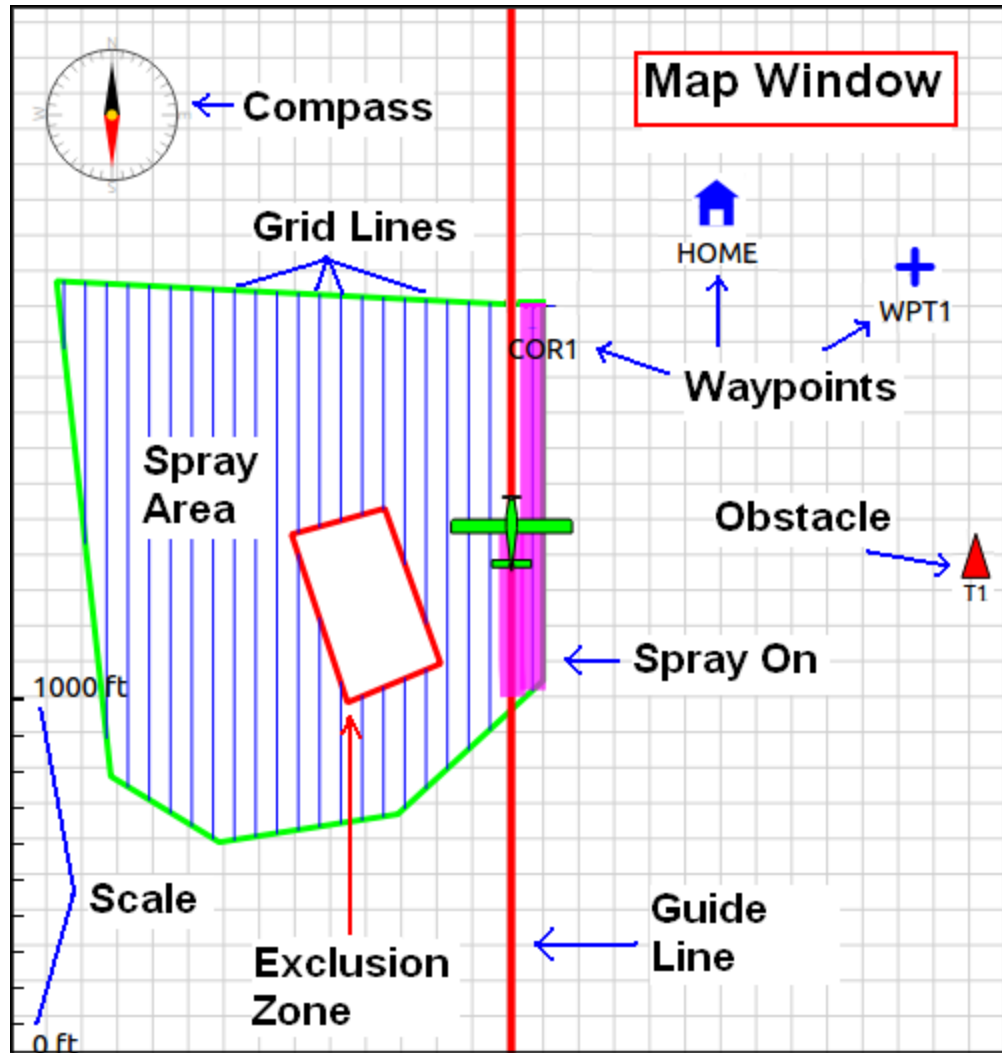 Map Window
N
W
E
S
Compass
Grid Lines
HOME
WPT1
COR1
Waypoints
Spray
Area
Obstacle
T1
Spray On
1000 ft
Scale
Guide
Line
Exclusion
Zone
0 ft